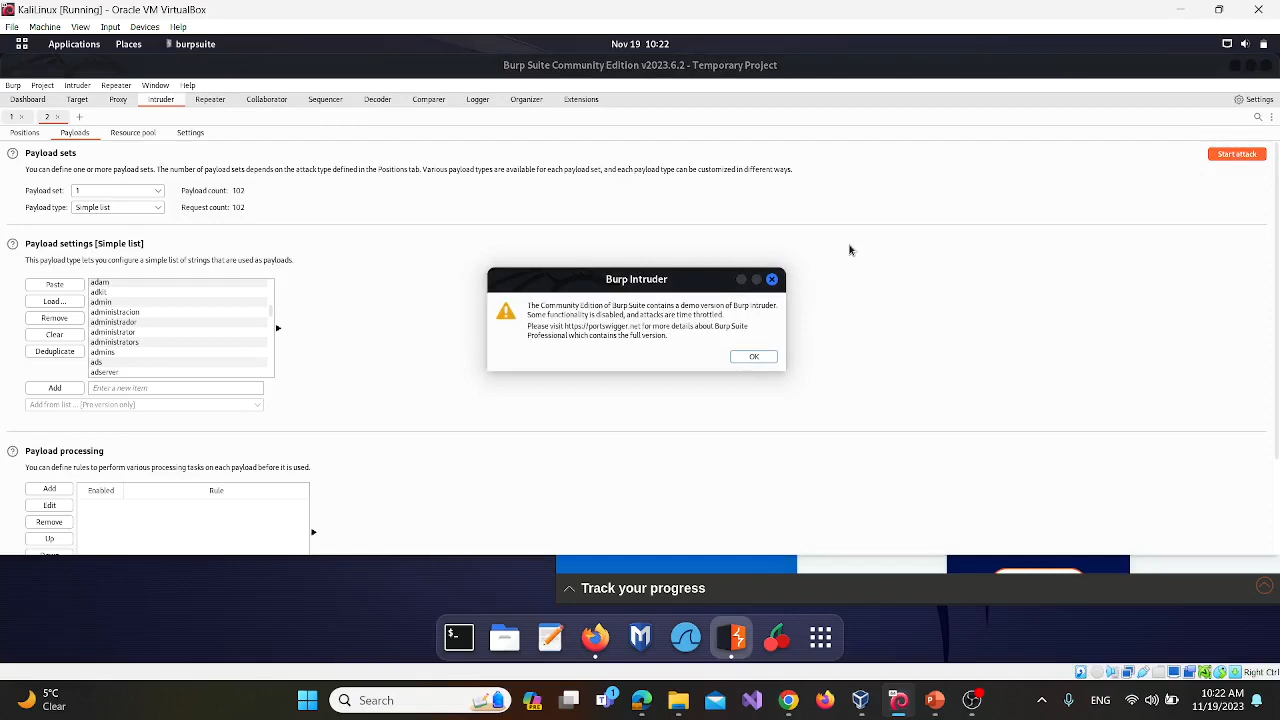 KaliLinux [Running] - Oracle VM VirtualBox
File Machine View Input Devices Help
Applications Places burpsuite Nov 19 10:22
Burp Suite Community Edition v2023.6.2 - Temporary Project
Burp Project Intruder Repeater Window Help
Dashboard Target Proxy Intruder Repeater Collaborator Sequencer Decoder Comparer Logger Organizer Extensions Settings
1 × 2 × +
Positions Payloads Resource pool Settings
? Payload sets Start attack
You can define one or more payload sets. The number of payload sets depends on the attack type defined in the Positions tab. Various payload types are available for each payload set, and each payload type can be customized in different ways.
Payload set: 1 Payload count: 102
Payload type: Simple list Request count: 102
? Payload settings [Simple list]
This payload type lets you configure a simple list of strings that are used as payloads.
Paste
Load ...
Remove
Clear
Deduplicate
adam
adkit
admin
administracion
administrador
administrator
administrators
admins
ads
adserver
Add Enter a new item
Add from list ... [Pro version only]
Burp Intruder
The Community Edition of Burp Suite contains a demo version of Burp Intruder.
Some functionality is disabled, and attacks are time throttled.
Please visit https://portswigger.net for more details about Burp Suite
Professional which contains the full version.
OK
? Payload processing
You can define rules to perform various processing tasks on each payload before it is used.
Add
Edit
Remove
Up
Enabled Rule
Track your progress
Right Ctrl
5°C
Clear
Search
PRE
1
ENG
10:22 AM
11/19/2023